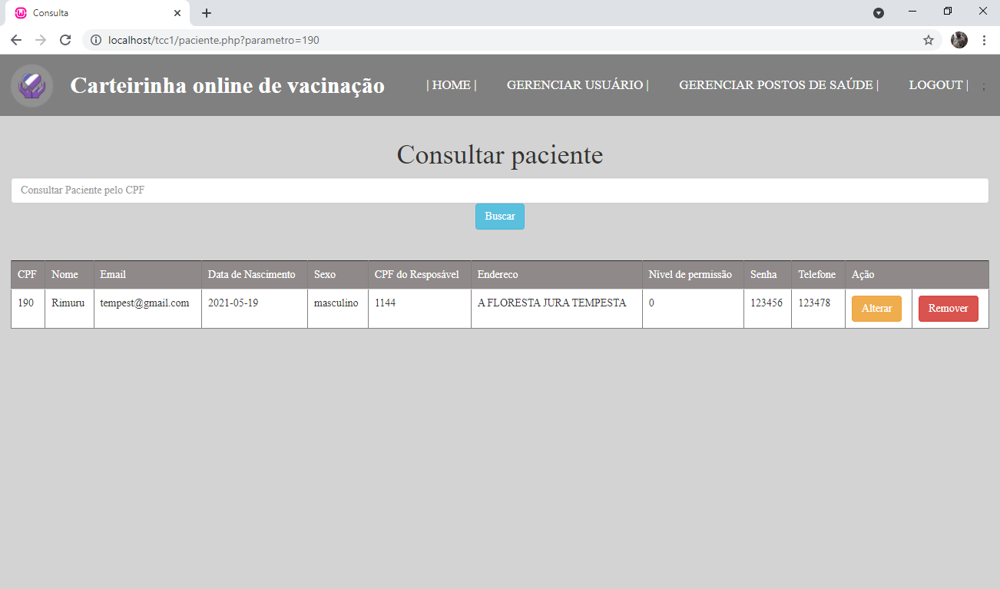 Consulta
localhost/tcc1/paciente.php?parametro=190
Carteirinha online de vacinação | HOME | GERENCIAR USUÁRIO | GERENCIAR POSTOS DE SAÚDE | LOGOUT | :
Consultar paciente
Consultar Paciente pelo CPF
Buscar
CPF Nome Email Data de Nascimento Sexo CPF do Resposável Endereco Nível de permissão Senha Telefone Ação
190 Rimuru tempest@gmail.com 2021-05-19 masculino 1144 A FLORESTA JURA TEMPESTA 0 123456 123478 Alterar Remover